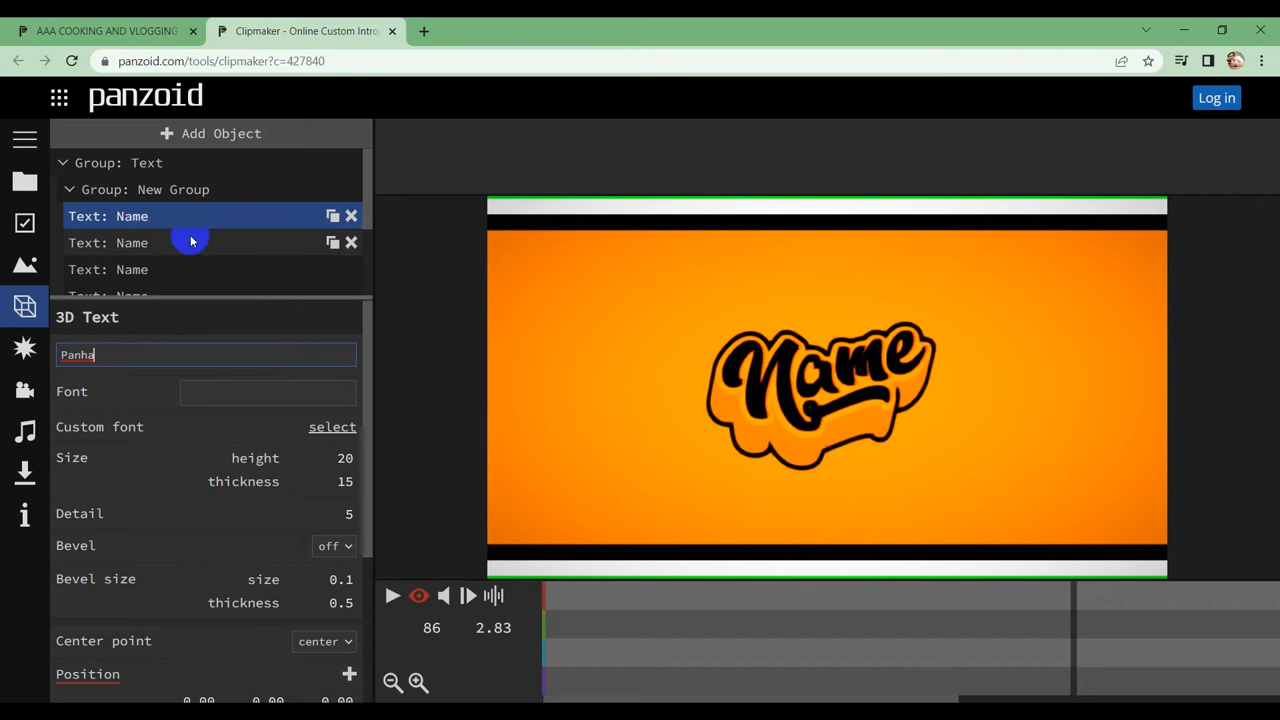 AAA COOKING AND VLOGGING
Clipmaker - Online Custom Intro
panzoid.com/tools/clipmaker?c=427840
panzoid
Log in
+ Add Object
Group: Text
Group: New Group
Text: Name
Text: Name
Text: Name
3D Text
Panha
Font
Custom font select
Size height 20
thickness 15
Detail 5
Bevel off
Bevel size size 0.1
thickness 0.5
Center point center
Position +
Name
86 2.83